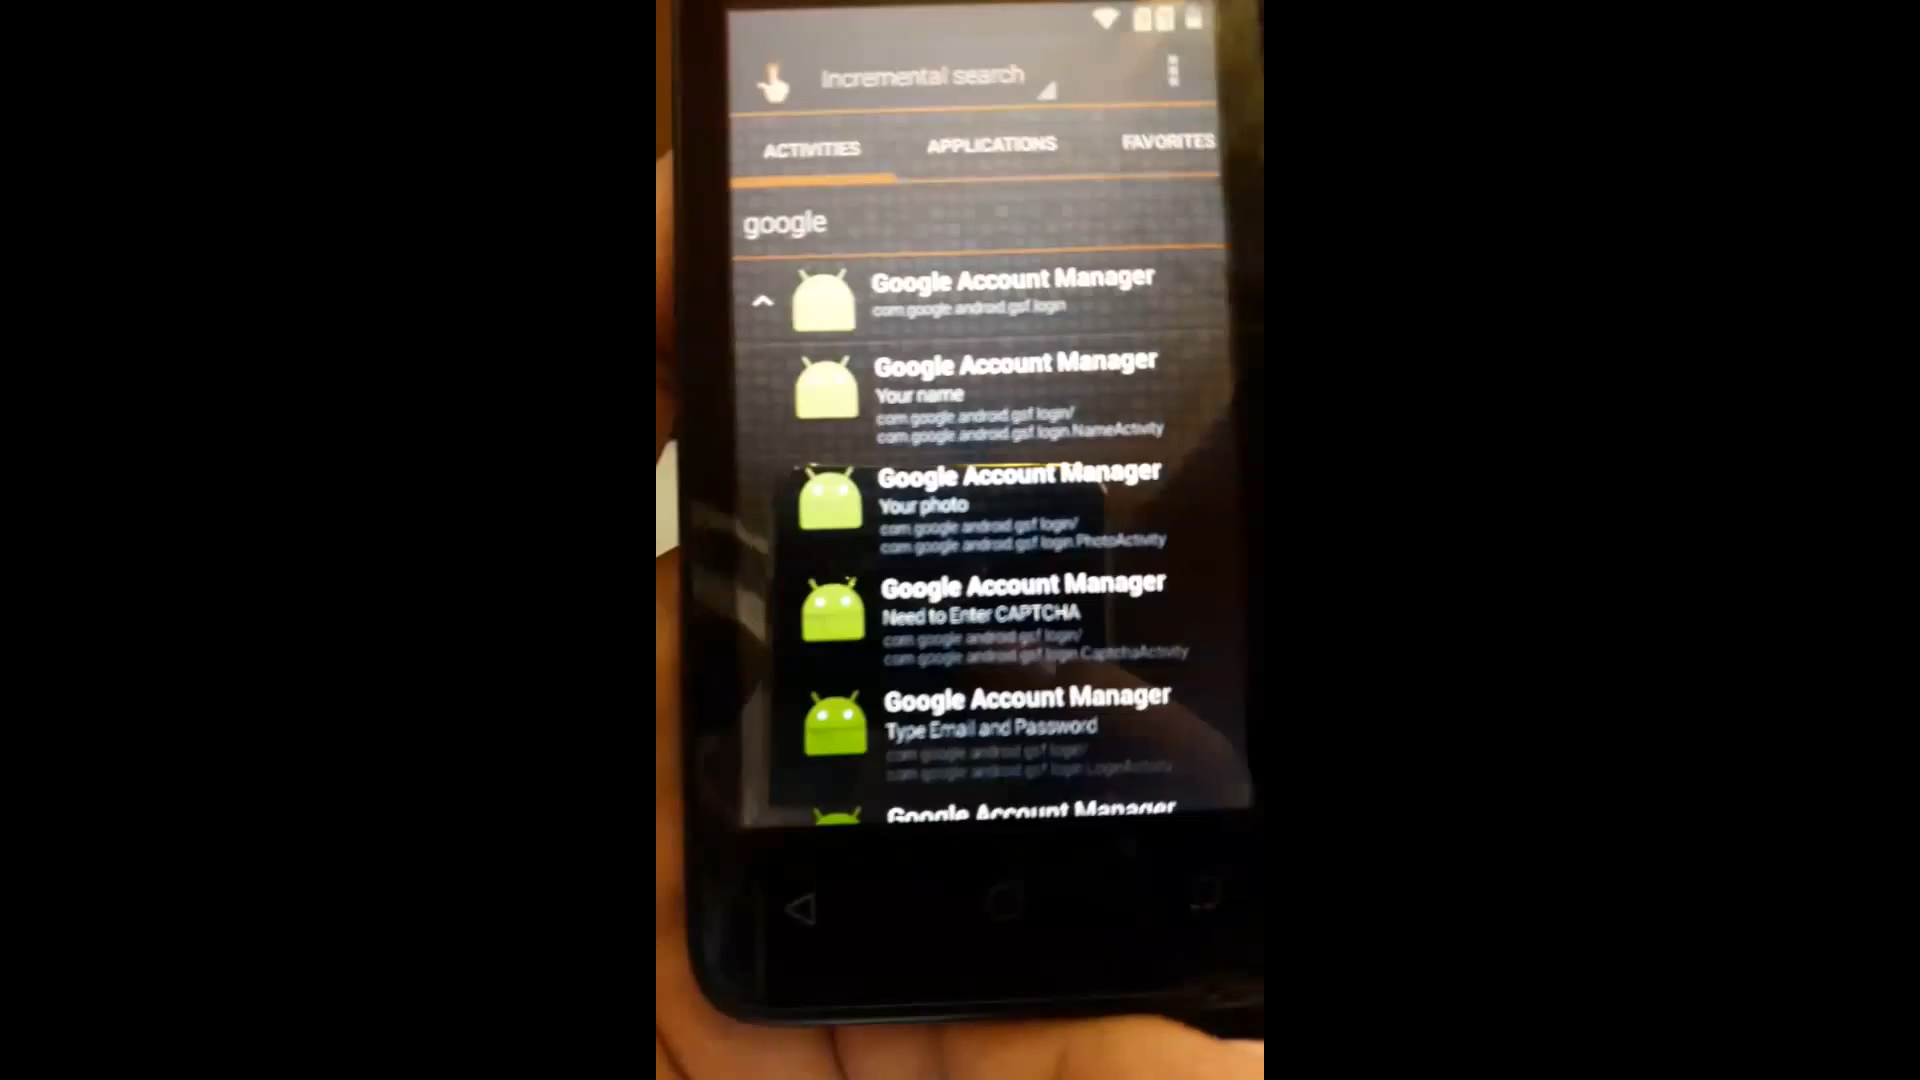 Incremental search
ACTIVITIES APPLICATIONS FAVORITES
google
Google Account Manager
com.google.android.gsf.login
Google Account Manager
Your name
com.google.android.gsf.login/
com.google.android.gsf.login.NameActivity
Google Account Manager
Your photo
com.google.android.gsf.login/
com.google.android.gsf.login.PhotoActivity
Google Account Manager
Need to Enter CAPTCHA
com.google.android.gsf.login/
com.google.android.gsf.login.CaptchaActivity
Google Account Manager
Type Email and Password
com.google.android.gsf.login/
com.google.android.gsf.login.LoginActivity
Google Account Manager